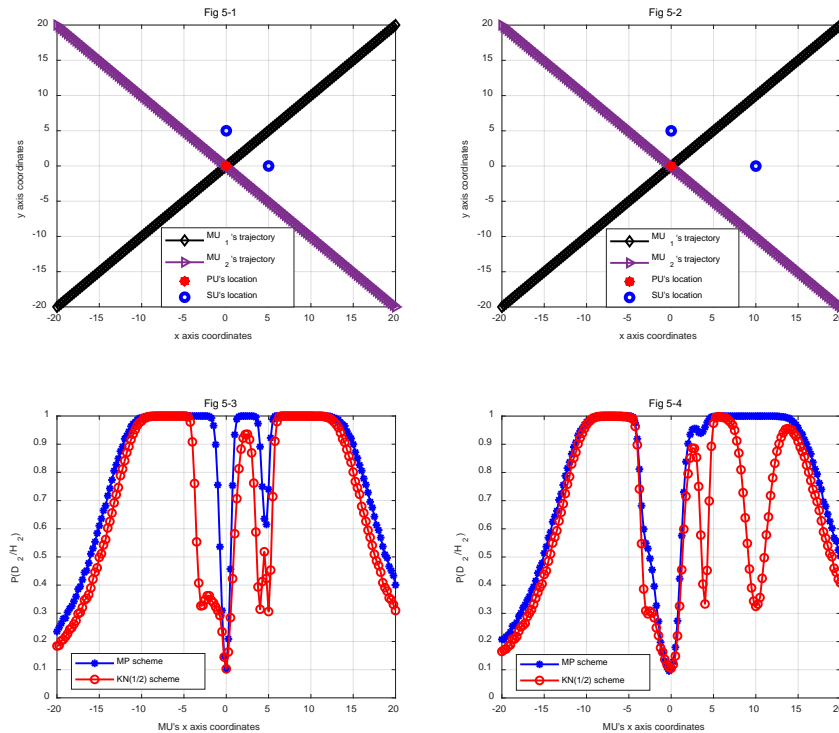 Fig 5-1
20
15
10
5
0
-5
-10
-15
-20
y axis coordinates
MU 1 's trajectory
MU 2 's trajectory
PU's location
SU's location
-20 -15 -10 -5 0 5 10 15 20
x axis coordinates
Fig 5-2
20
15
10
5
0
-5
-10
-15
-20
y axis coordinates
MU 1 's trajectory
MU 2 's trajectory
PU's location
SU's location
-20 -15 -10 -5 0 5 10 15 20
x axis coordinates
Fig 5-3
1
0.9
0.8
0.7
0.6
0.5
0.4
0.3
0.2
0.1
0
P(D 2 /H 2 )
MP scheme
KN(1/2) scheme
-20 -15 -10 -5 0 5 10 15 20
MU's x axis coordinates
Fig 5-4
1
0.9
0.8
0.7
0.6
0.5
0.4
0.3
0.2
0.1
0
P(D 2 /H 2 )
MP scheme
KN(1/2) scheme
-20 -15 -10 -5 0 5 10 15 20
MU's x axis coordinates